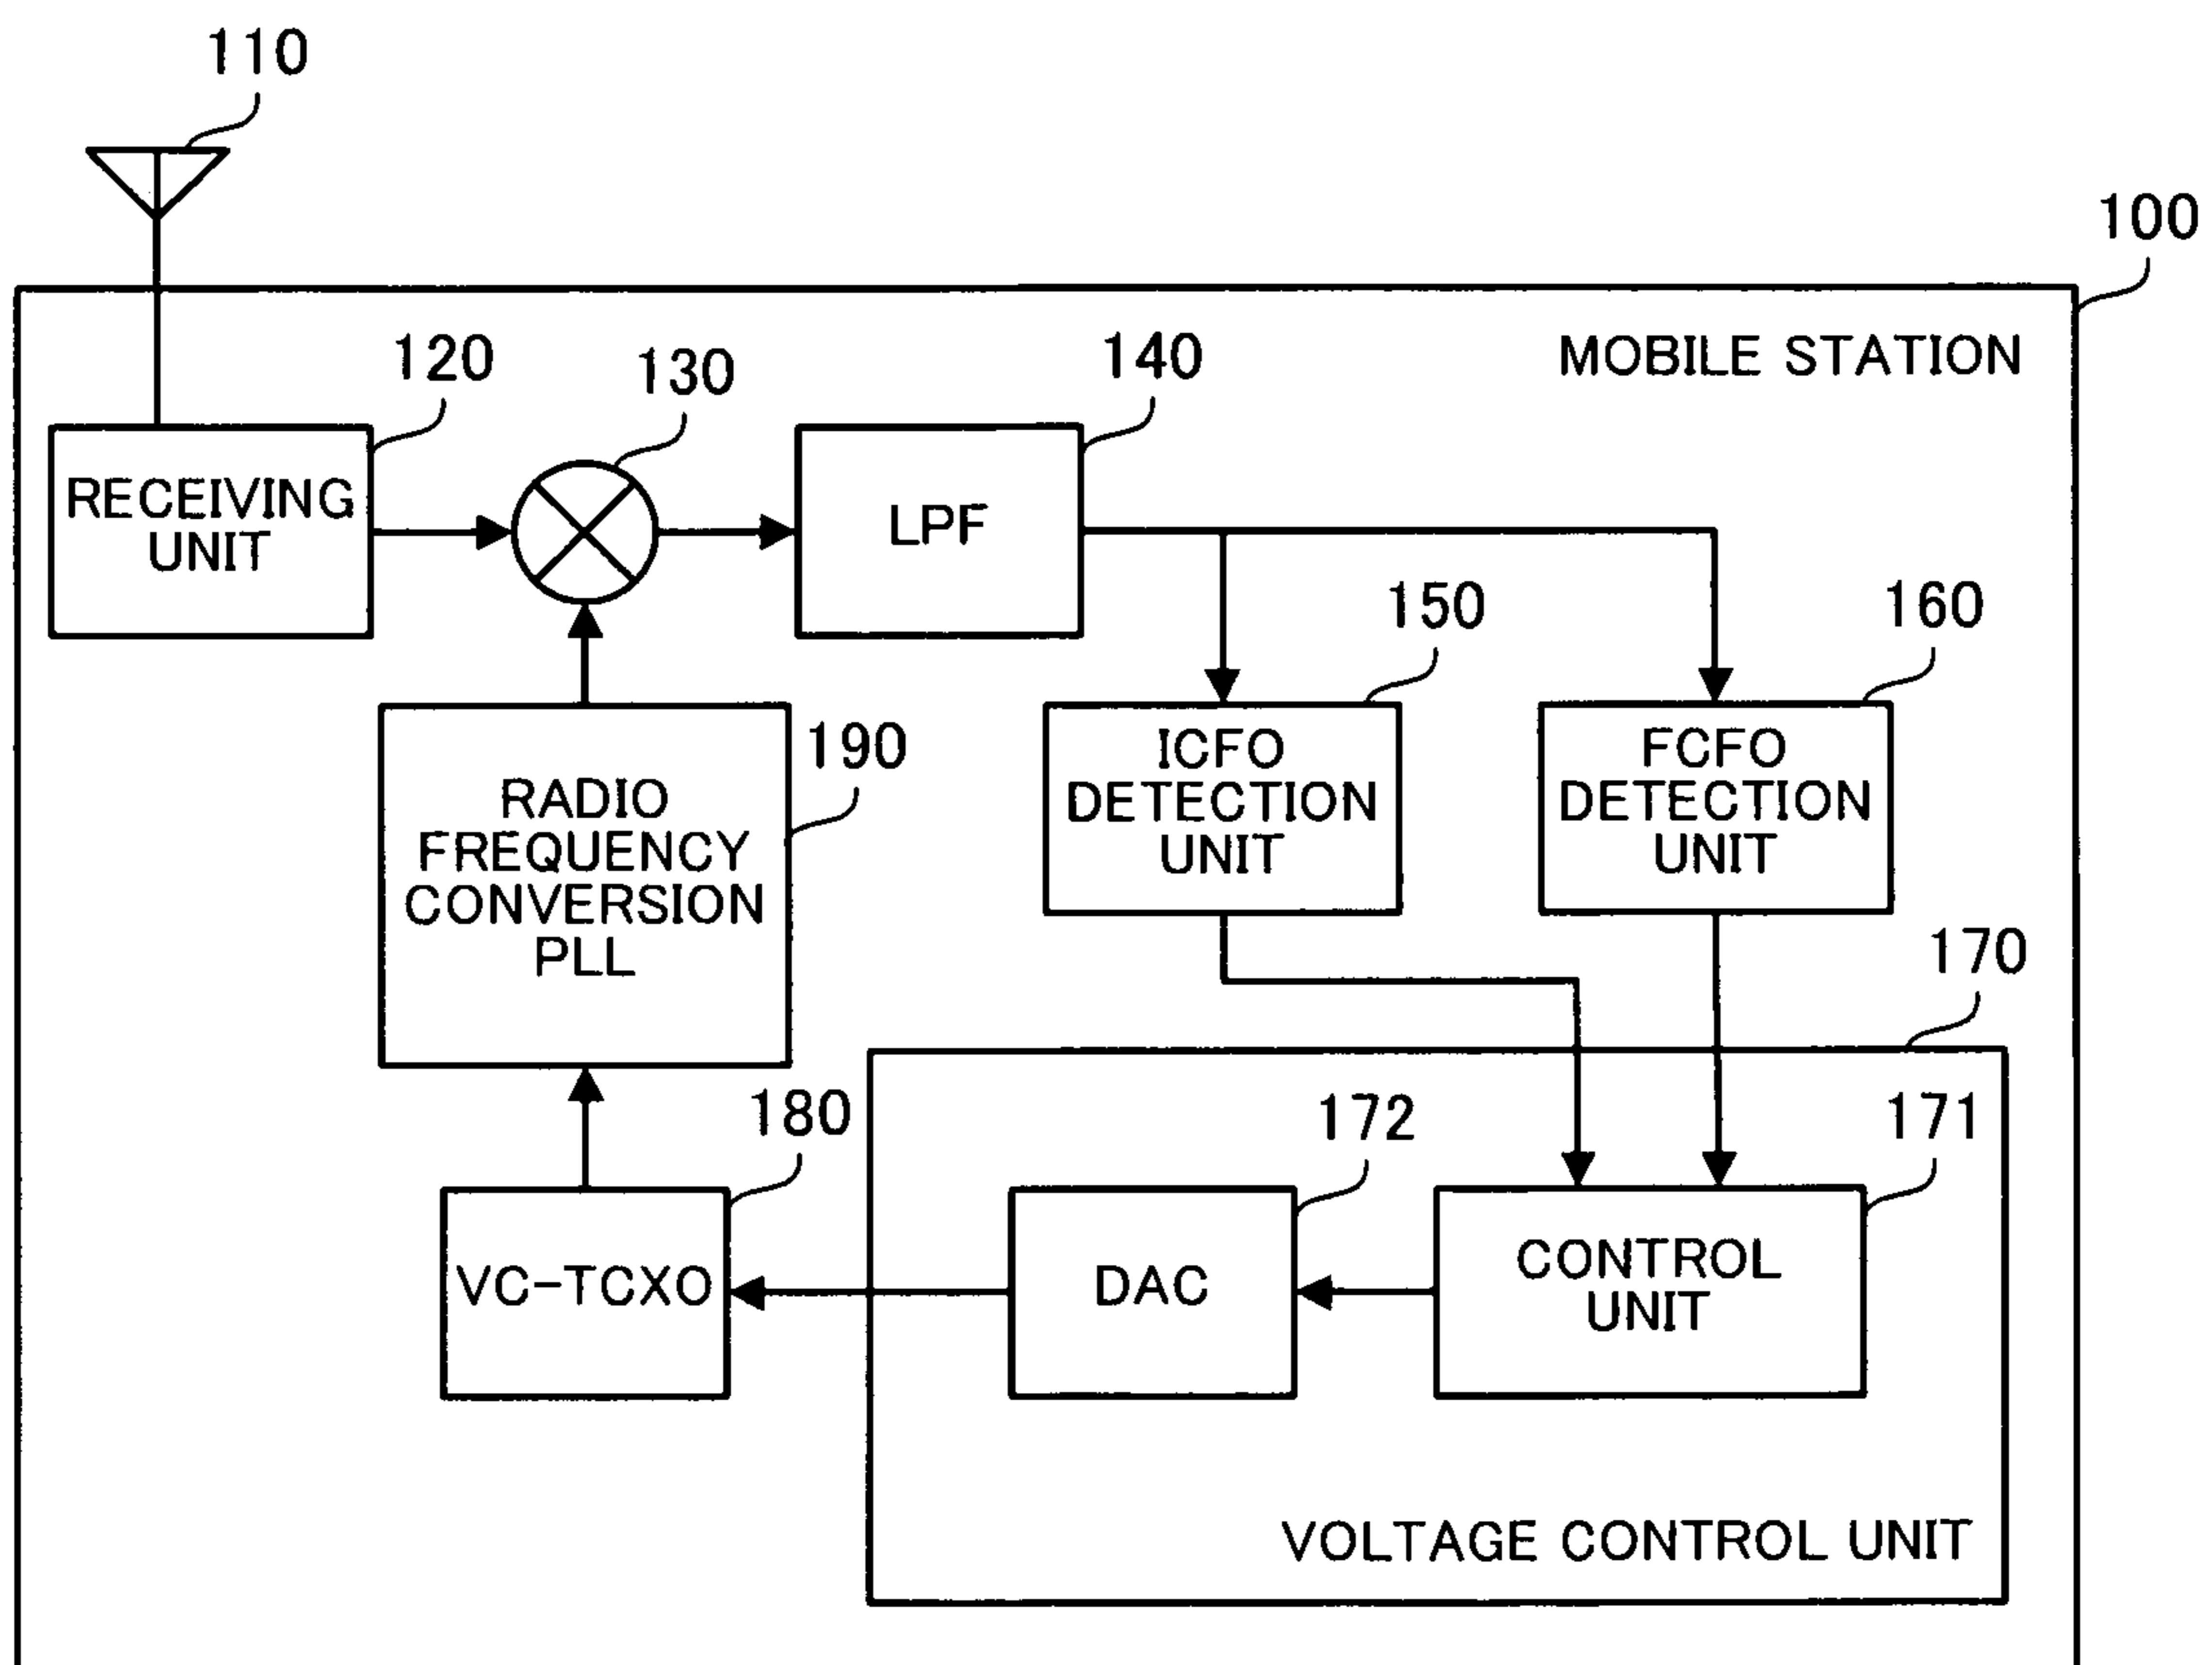 110
100
MOBILE STATION
120
130
140
RECEIVING
UNIT
LPF
150
160
190
RADIO
FREQUENCY
CONVERSION
PLL
ICFO
DETECTION
UNIT
FCFO
DETECTION
UNIT
170
180
172
171
VC-TCXO
DAC
CONTROL
UNIT
VOLTAGE CONTROL UNIT